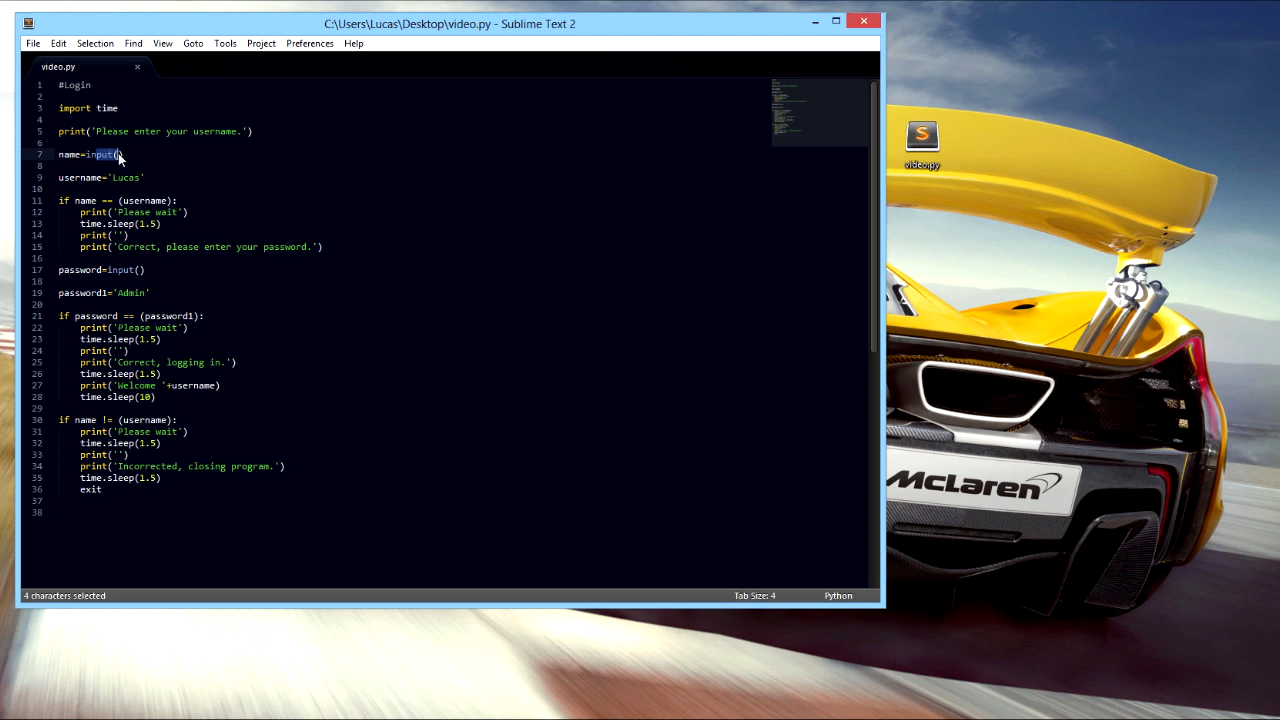 C:\Users\Lucas\Desktop\video.py - Sublime Text 2
File Edit Selection Find View Goto Tools Project Preferences Help
video.py
1 #Login
2
3 import time
4
5 print('Please enter your username.')
6
7 name=input()
8
9 username='Lucas'
10
11 if name == (username):
12     print('Please wait')
13     time.sleep(1.5)
14     print('')
15     print('Correct, please enter your password.')
16
17 password=input()
18
19 password1='Admin'
20
21 if password == (password1):
22     print('Please wait')
23     time.sleep(1.5)
24     print('')
25     print('Correct, logging in.')
26     time.sleep(1.5)
27     print('Welcome '+username)
28     time.sleep(10)
29
30 if name != (username):
31     print('Please wait')
32     time.sleep(1.5)
33     print('')
34     print('Incorrected, closing program.')
35     time.sleep(1.5)
36     exit
37
38
4 characters selected Tab Size: 4 Python
video.py
McLaren